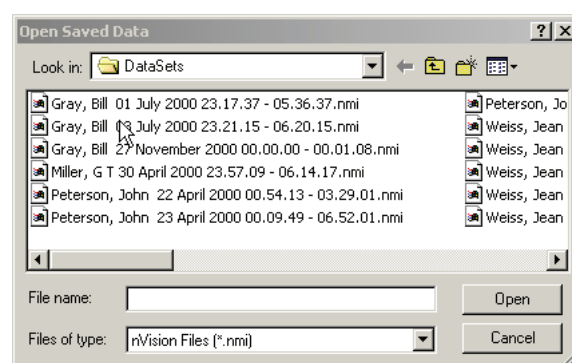 Open Saved Data
Look in: DataSets
Gray, Bill 01 July 2000 23.17.37 - 05.36.37.nmi
Gray, Bill July 2000 23.21.15 - 06.20.15.nmi
Gray, Bill 27 November 2000 00.00.00 - 00.01.08.nmi
Miller, G T 30 April 2000 23.57.09 - 06.14.17.nmi
Peterson, John 22 April 2000 00.54.13 - 03.29.01.nmi
Peterson, John 23 April 2000 00.09.49 - 06.52.01.nmi
Peterson, Jo
Weiss, Jean
Weiss, Jean
Weiss, Jean
Weiss, Jean
Weiss, Jean
File name:
Open
Files of type: nVision Files (*.nmi)
Cancel